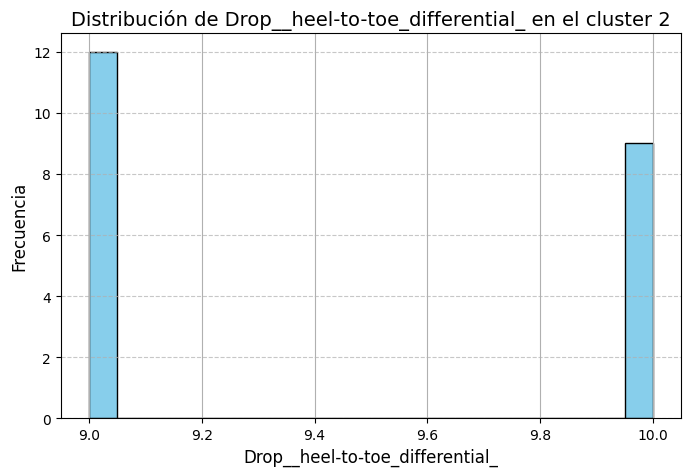 Distribución de Drop__heel-to-toe_differential_ en el cluster 2
Frecuencia
12
10
8
6
4
2
0
9.0 9.2 9.4 9.6 9.8 10.0
Drop__heel-to-toe_differential_